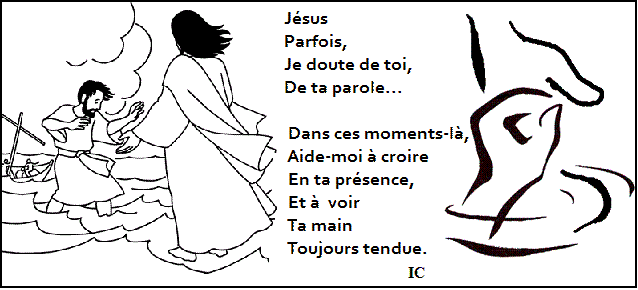 Jésus
Parfois,
Je doute de toi,
De ta parole...
Dans ces moments-là,
Aide-moi à croire
En ta présence,
Et à voir
Ta main
Toujours tendue.
IC